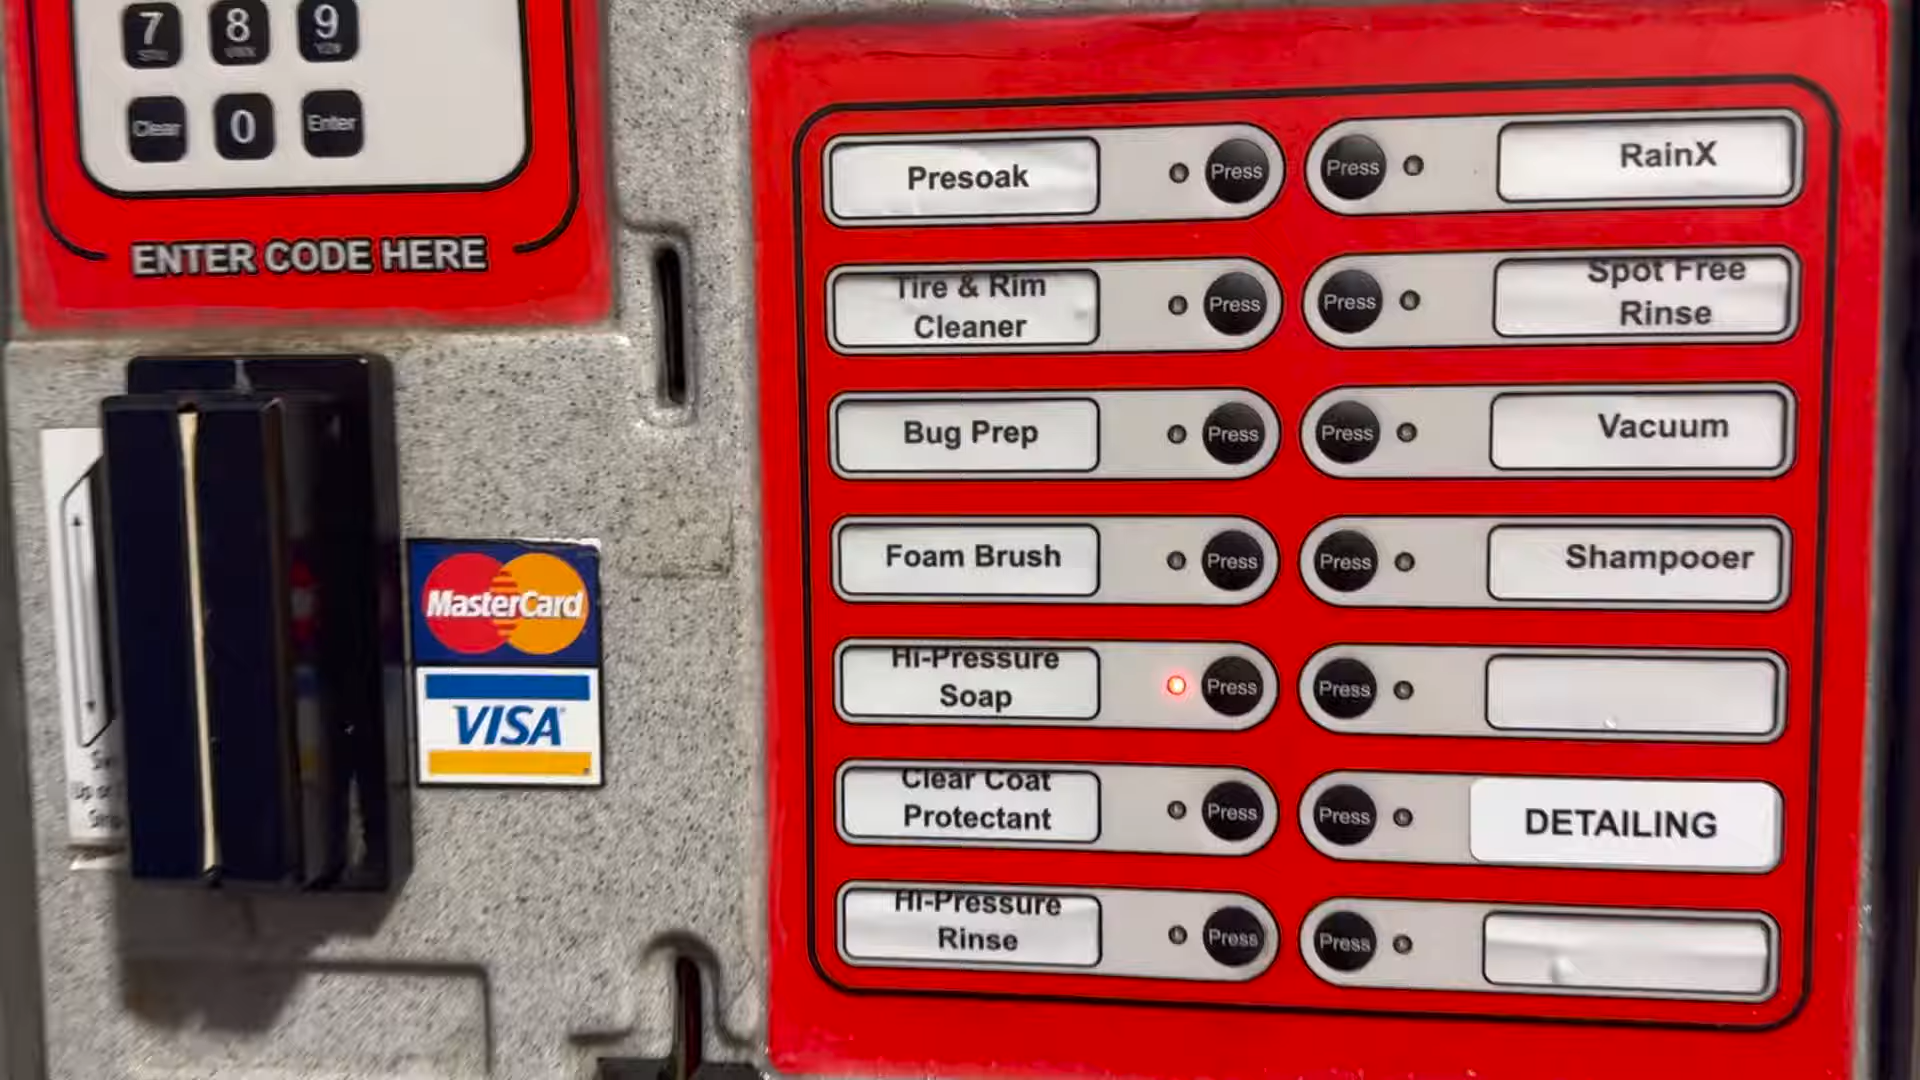 7
8
9
Clear
0
Enter
ENTER CODE HERE
MasterCard
VISA
Presoak
Press
Press
RainX
Tire & Rim
Cleaner
Press
Press
Spot Free
Rinse
Bug Prep
Press
Press
Vacuum
Foam Brush
Press
Press
Shampooer
Hi-Pressure
Soap
Press
Press
Clear Coat
Protectant
Press
Press
DETAILING
Hi-Pressure
Rinse
Press
Press